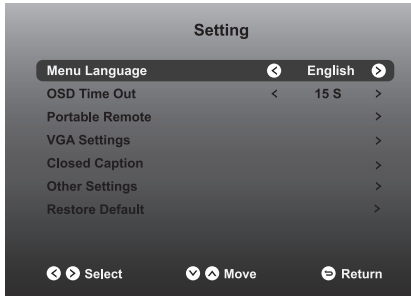 Setting
Menu Language English
OSD Time Out < 15 S >
Portable Remote >
VGA Settings >
Closed Caption >
Other Settings >
Restore Default >
Select Move Return